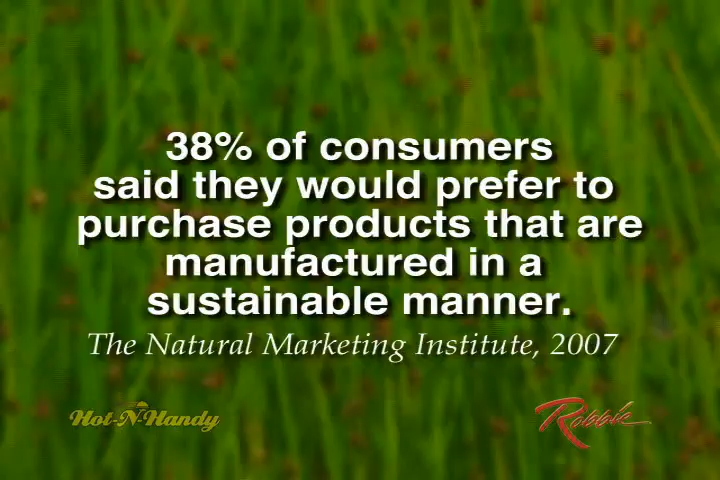 38% of consumers
said they would prefer to
purchase products that are
manufactured in a
sustainable manner.
The Natural Marketing Institute, 2007
Hot-N-Handy
Robbie